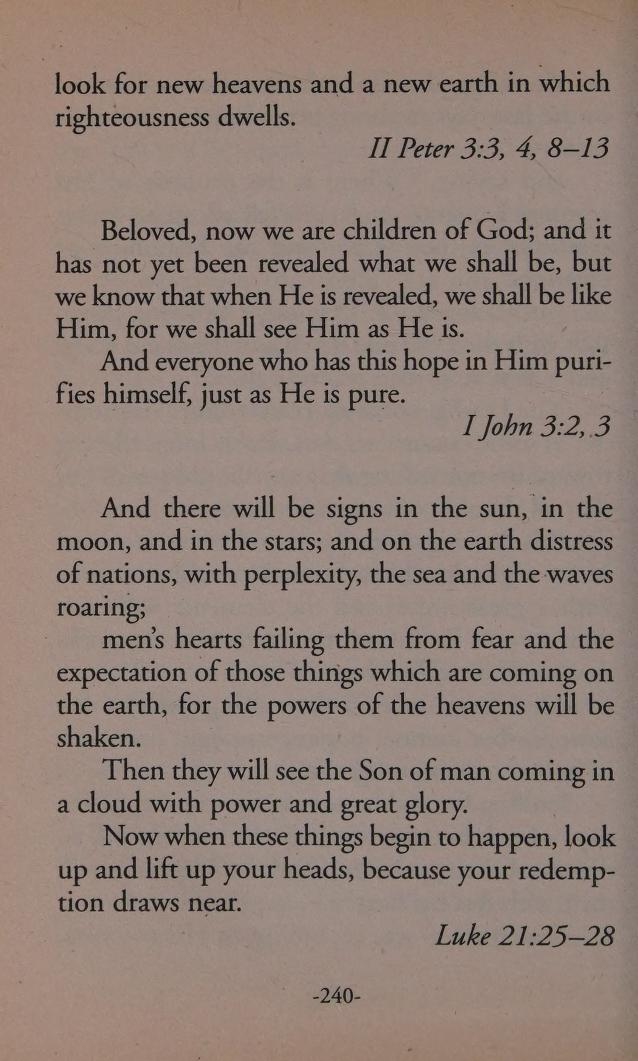 look for new heavens and a new earth in which
righteousness dwells.
II Peter 3:3, 4, 8–13
Beloved, now we are children of God; and it
has not yet been revealed what we shall be, but
we know that when He is revealed, we shall be like
Him, for we shall see Him as He is.
And everyone who has this hope in Him puri-
fies himself, just as He is pure.
I John 3:2, 3
And there will be signs in the sun, in the
moon, and in the stars; and on the earth distress
of nations, with perplexity, the sea and the waves
roaring;
men's hearts failing them from fear and the
expectation of those things which are coming on
the earth, for the powers of the heavens will be
shaken.
Then they will see the Son of man coming in
a cloud with power and great glory.
Now when these things begin to happen, look
up and lift up your heads, because your redemp-
tion draws near.
Luke 21:25–28
-240-